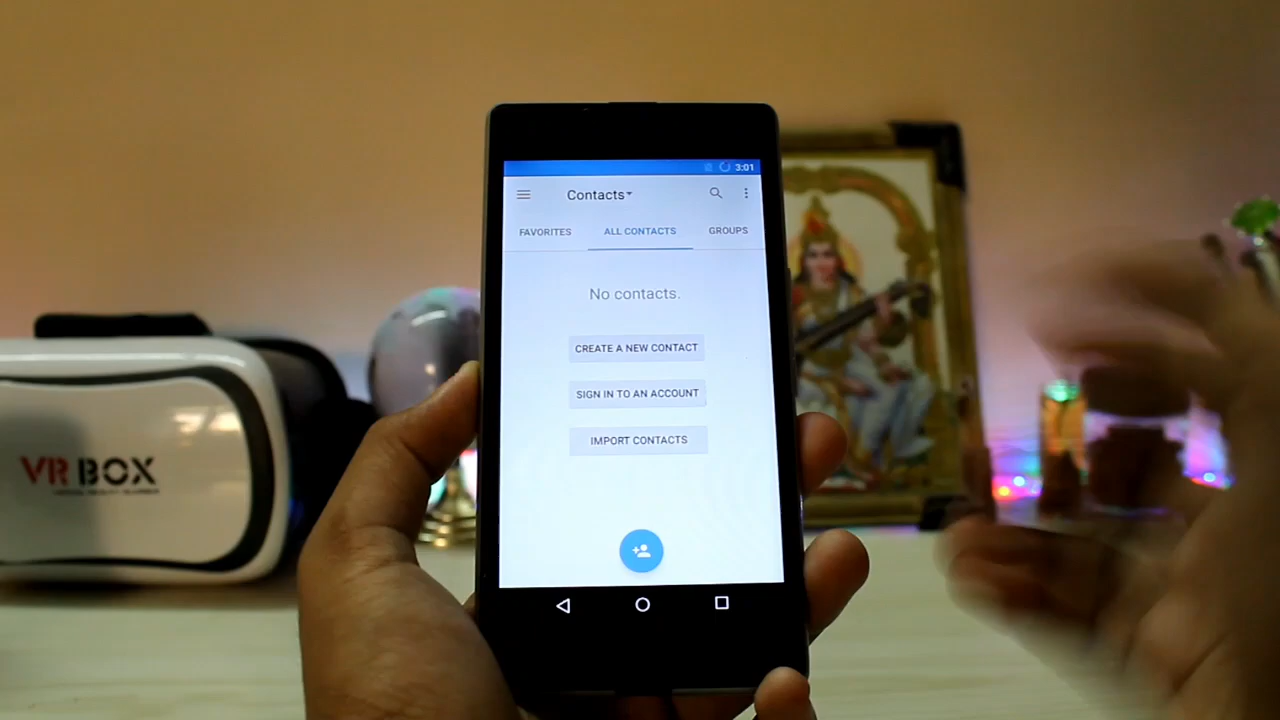 3:01
Contacts
FAVORITES
ALL CONTACTS
GROUPS
No contacts.
CREATE A NEW CONTACT
SIGN IN TO AN ACCOUNT
IMPORT CONTACTS
VR BOX